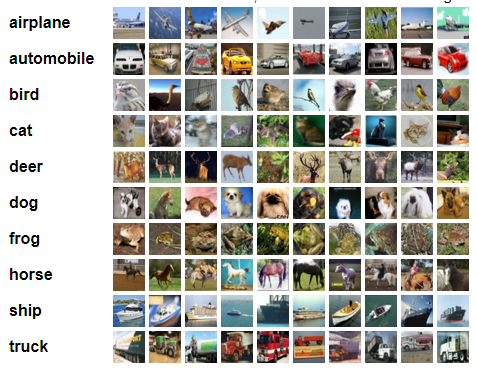 airplane
automobile
bird
cat
deer
dog
frog
horse
ship
truck